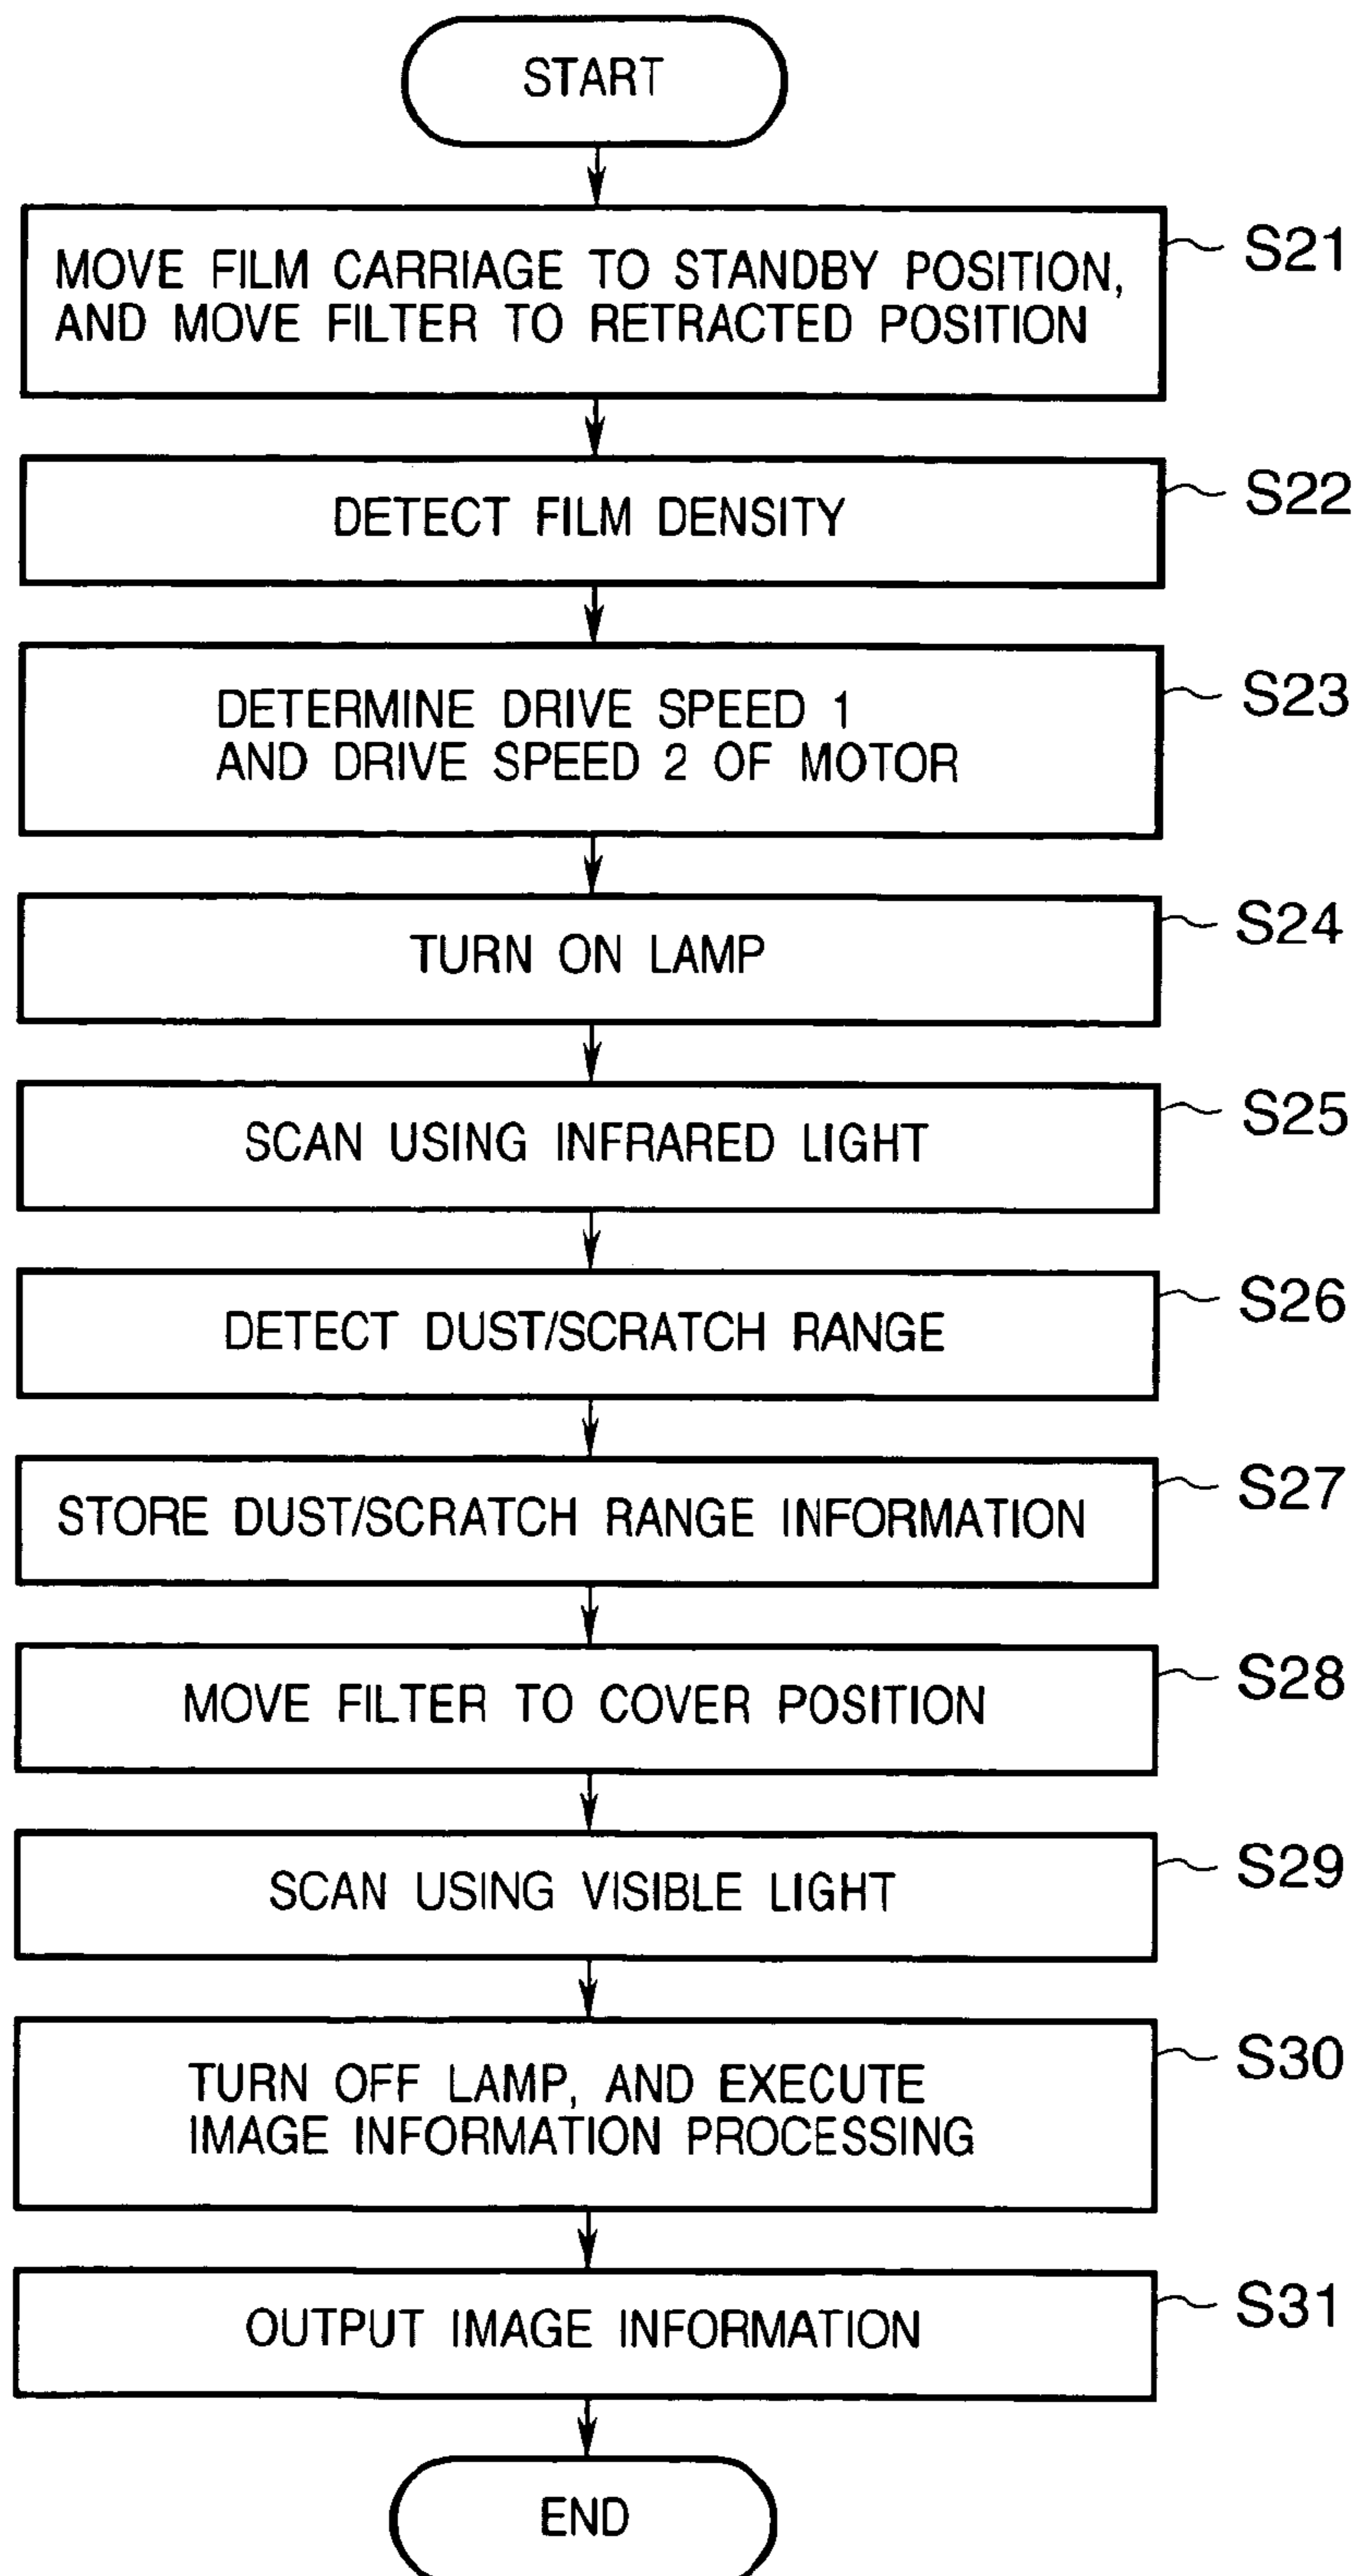 START
MOVE FILM CARRIAGE TO STANDBY POSITION,
AND MOVE FILTER TO RETRACTED POSITION
S21
DETECT FILM DENSITY
S22
DETERMINE DRIVE SPEED 1
AND DRIVE SPEED 2 OF MOTOR
S23
TURN ON LAMP
S24
SCAN USING INFRARED LIGHT
S25
DETECT DUST/SCRATCH RANGE
S26
STORE DUST/SCRATCH RANGE INFORMATION
S27
MOVE FILTER TO COVER POSITION
S28
SCAN USING VISIBLE LIGHT
S29
TURN OFF LAMP, AND EXECUTE
IMAGE INFORMATION PROCESSING
S30
OUTPUT IMAGE INFORMATION
S31
END